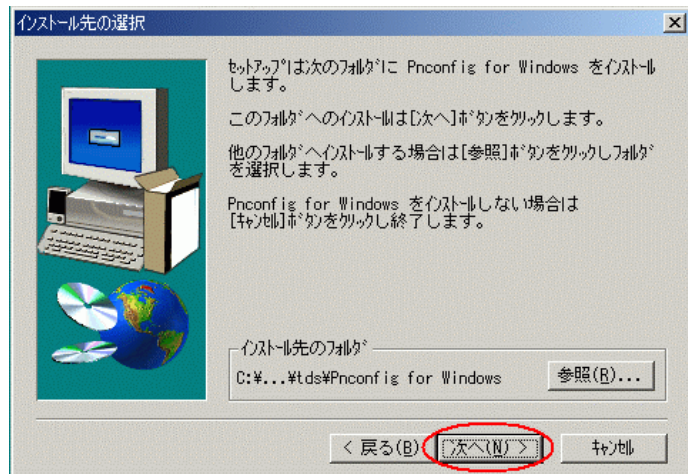 インストール先の選択
ｾｯﾄｱｯﾌﾟは次のﾌｫﾙﾀﾞに Pnconfig for Windows をｲﾝｽﾄｰﾙ
します。
このﾌｫﾙﾀﾞへのｲﾝｽﾄｰﾙは[次へ]ﾎﾞﾀﾝをｸﾘｯｸします。
他のﾌｫﾙﾀﾞへｲﾝｽﾄｰﾙする場合は[参照]ﾎﾞﾀﾝをｸﾘｯｸしﾌｫﾙﾀﾞ
を選択します。
Pnconfig for Windows をｲﾝｽﾄｰﾙしない場合は
[ｷｬﾝｾﾙ]ﾎﾞﾀﾝをｸﾘｯｸし終了します。
ｲﾝｽﾄｰﾙ先のﾌｫﾙﾀﾞ
C:¥...¥tds¥Pnconfig for Windows
参照(R)...
< 戻る(B)
次へ(N) >
ｷｬﾝｾﾙ